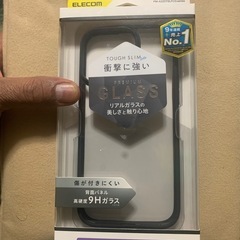 ELECOM
TOUGH SLIM
衝撃に強い
PREMIUM
GLASS
リアルガラスの
美しさと触り心地
売上
No.1
傷が付きにくい
背面パネル
高硬度9Hガラス